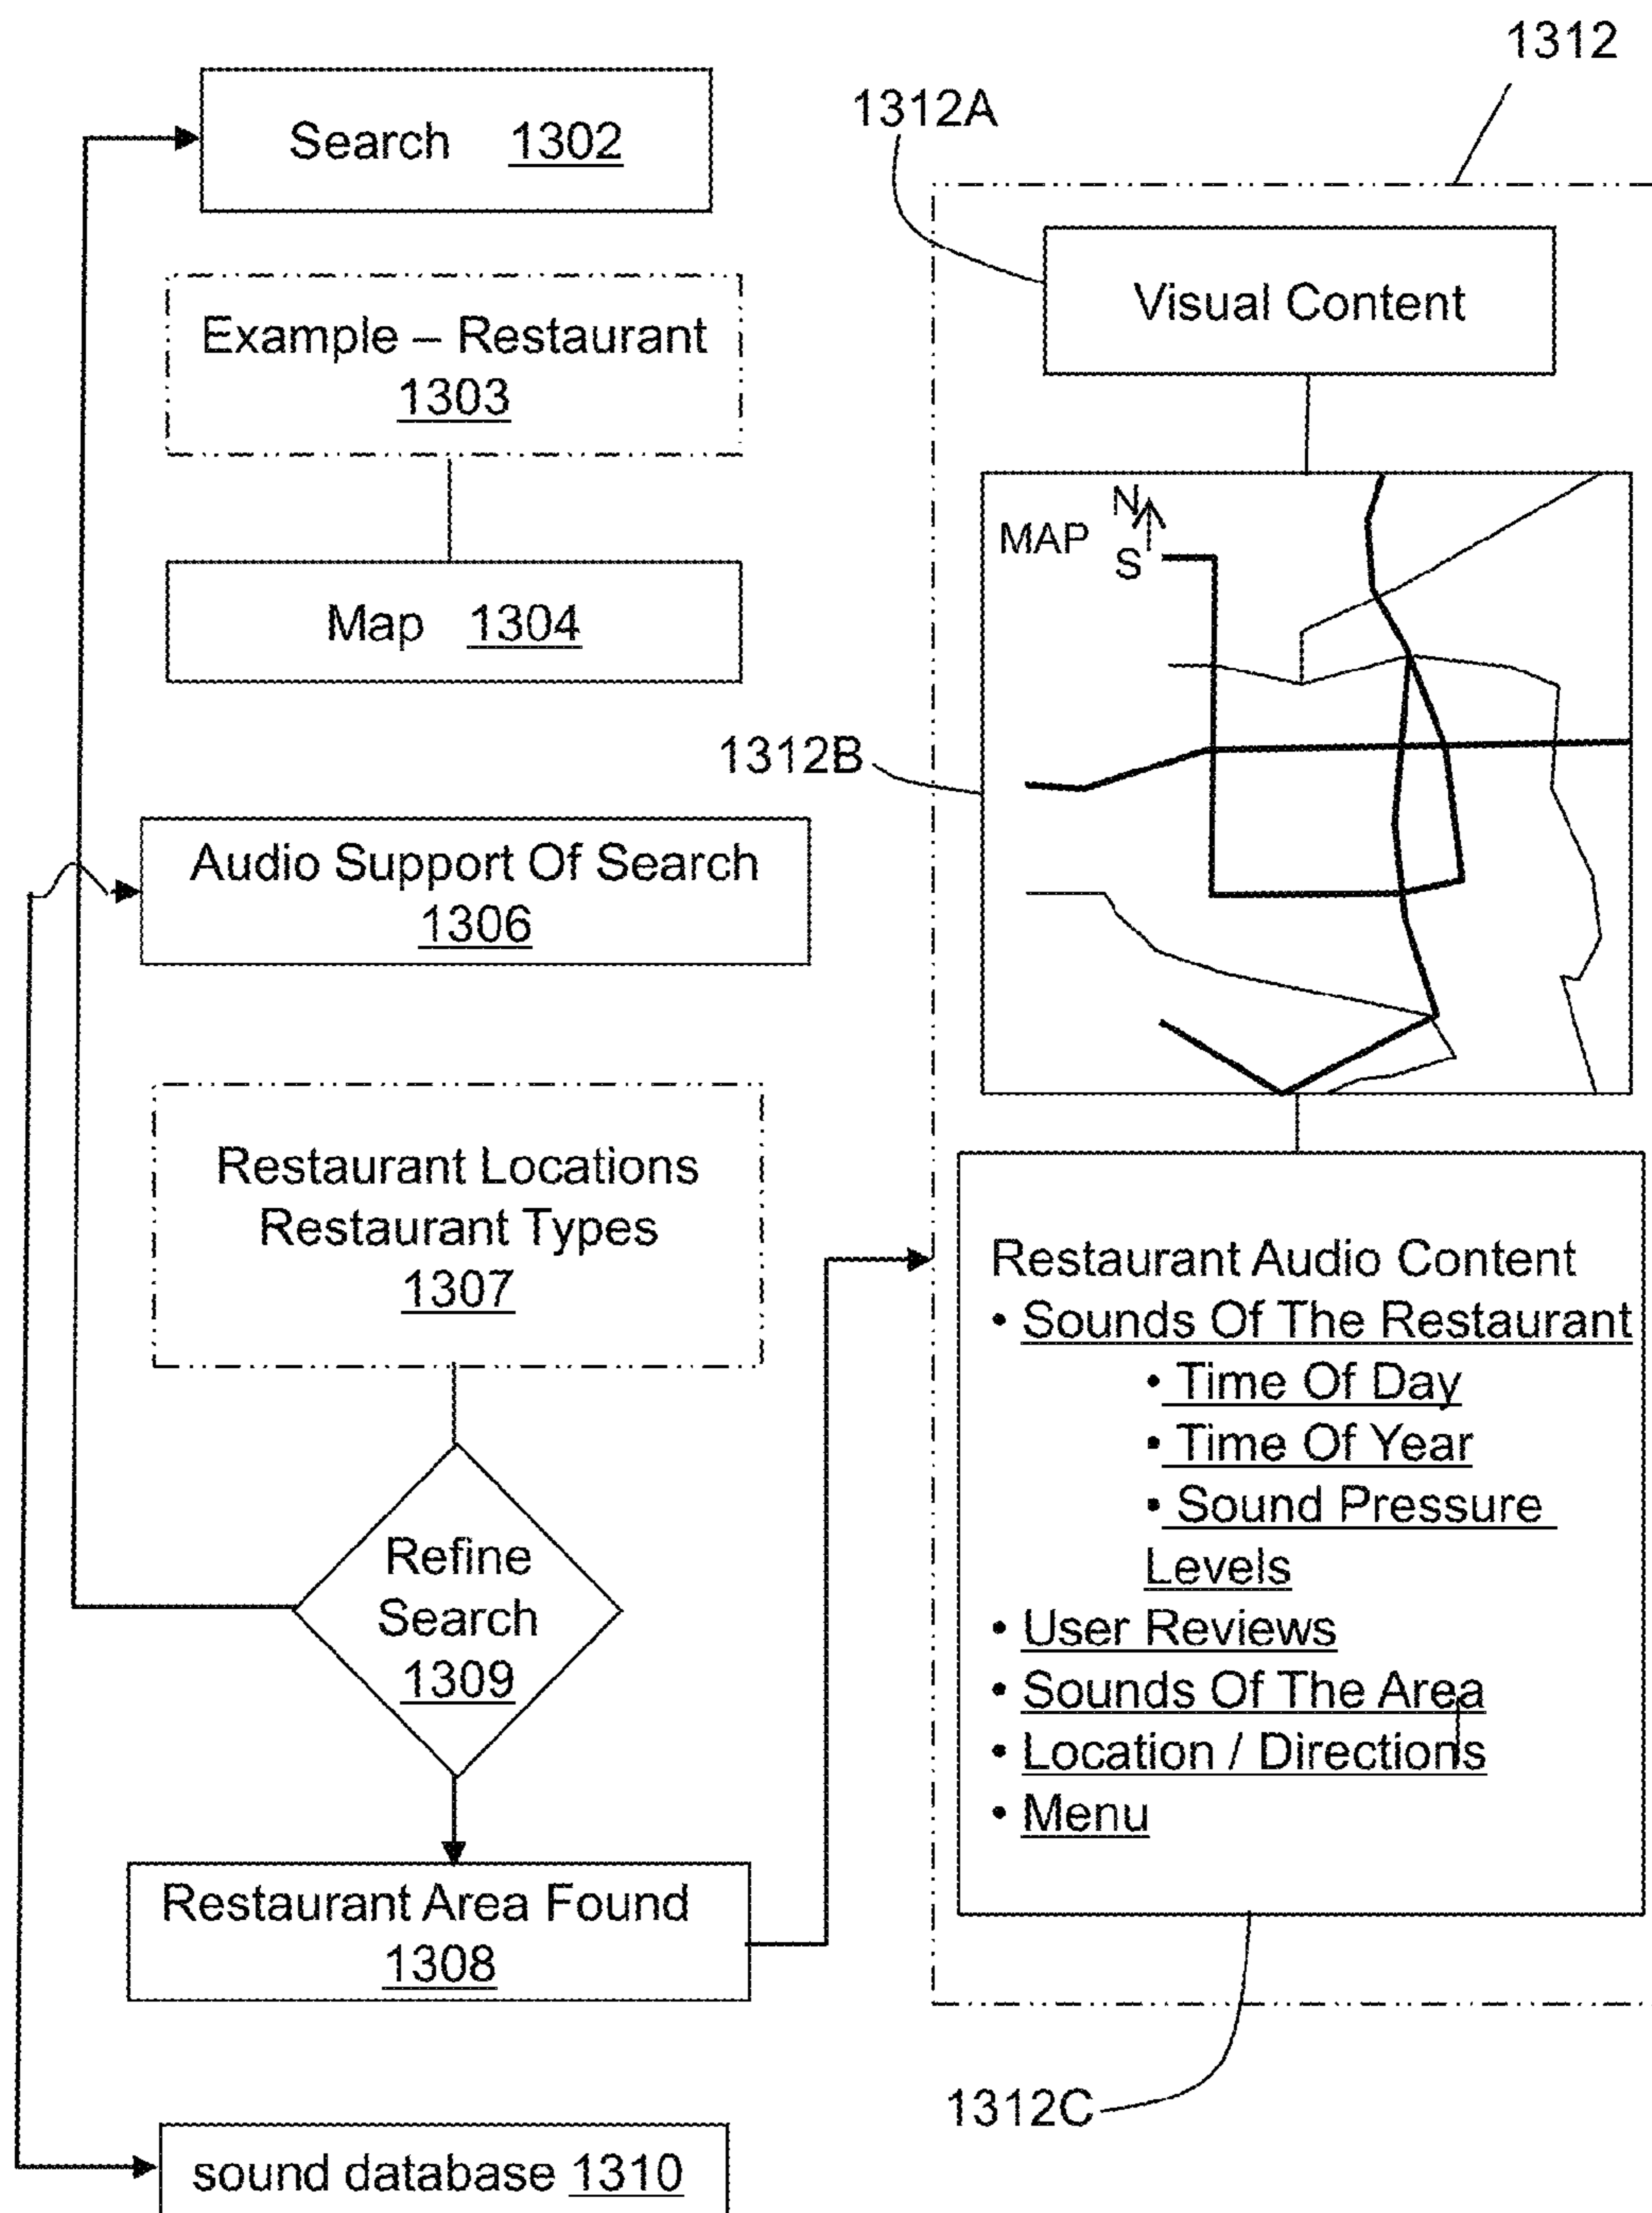 Search 1302
Example – Restaurant
1303
Map 1304
Audio Support Of Search
1306
Restaurant Locations
Restaurant Types
1307
Refine
Search
1309
Restaurant Area Found
1308
sound database 1310
1312
1312A
Visual Content
MAP
N
S
1312B
Restaurant Audio Content
• Sounds Of The Restaurant
• Time Of Day
• Time Of Year
• Sound Pressure
Levels
• User Reviews
• Sounds Of The Area
• Location / Directions
• Menu
1312C